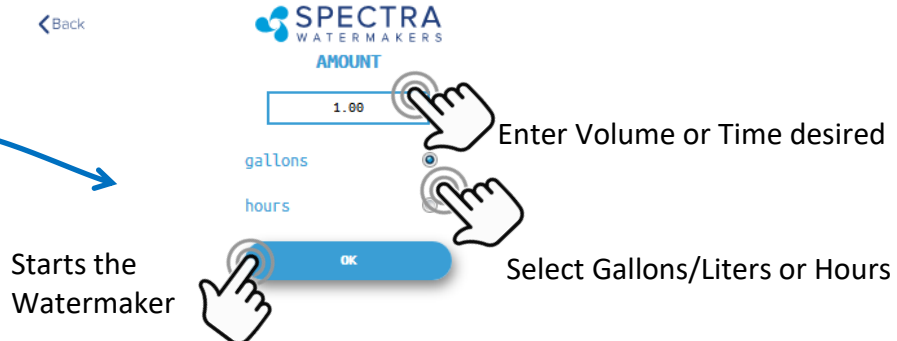 Back
SPECTRA
WATERMAKERS
AMOUNT
1.00
Enter Volume or Time desired
gallons
hours
Select Gallons/Liters or Hours
OK
Starts the
Watermaker